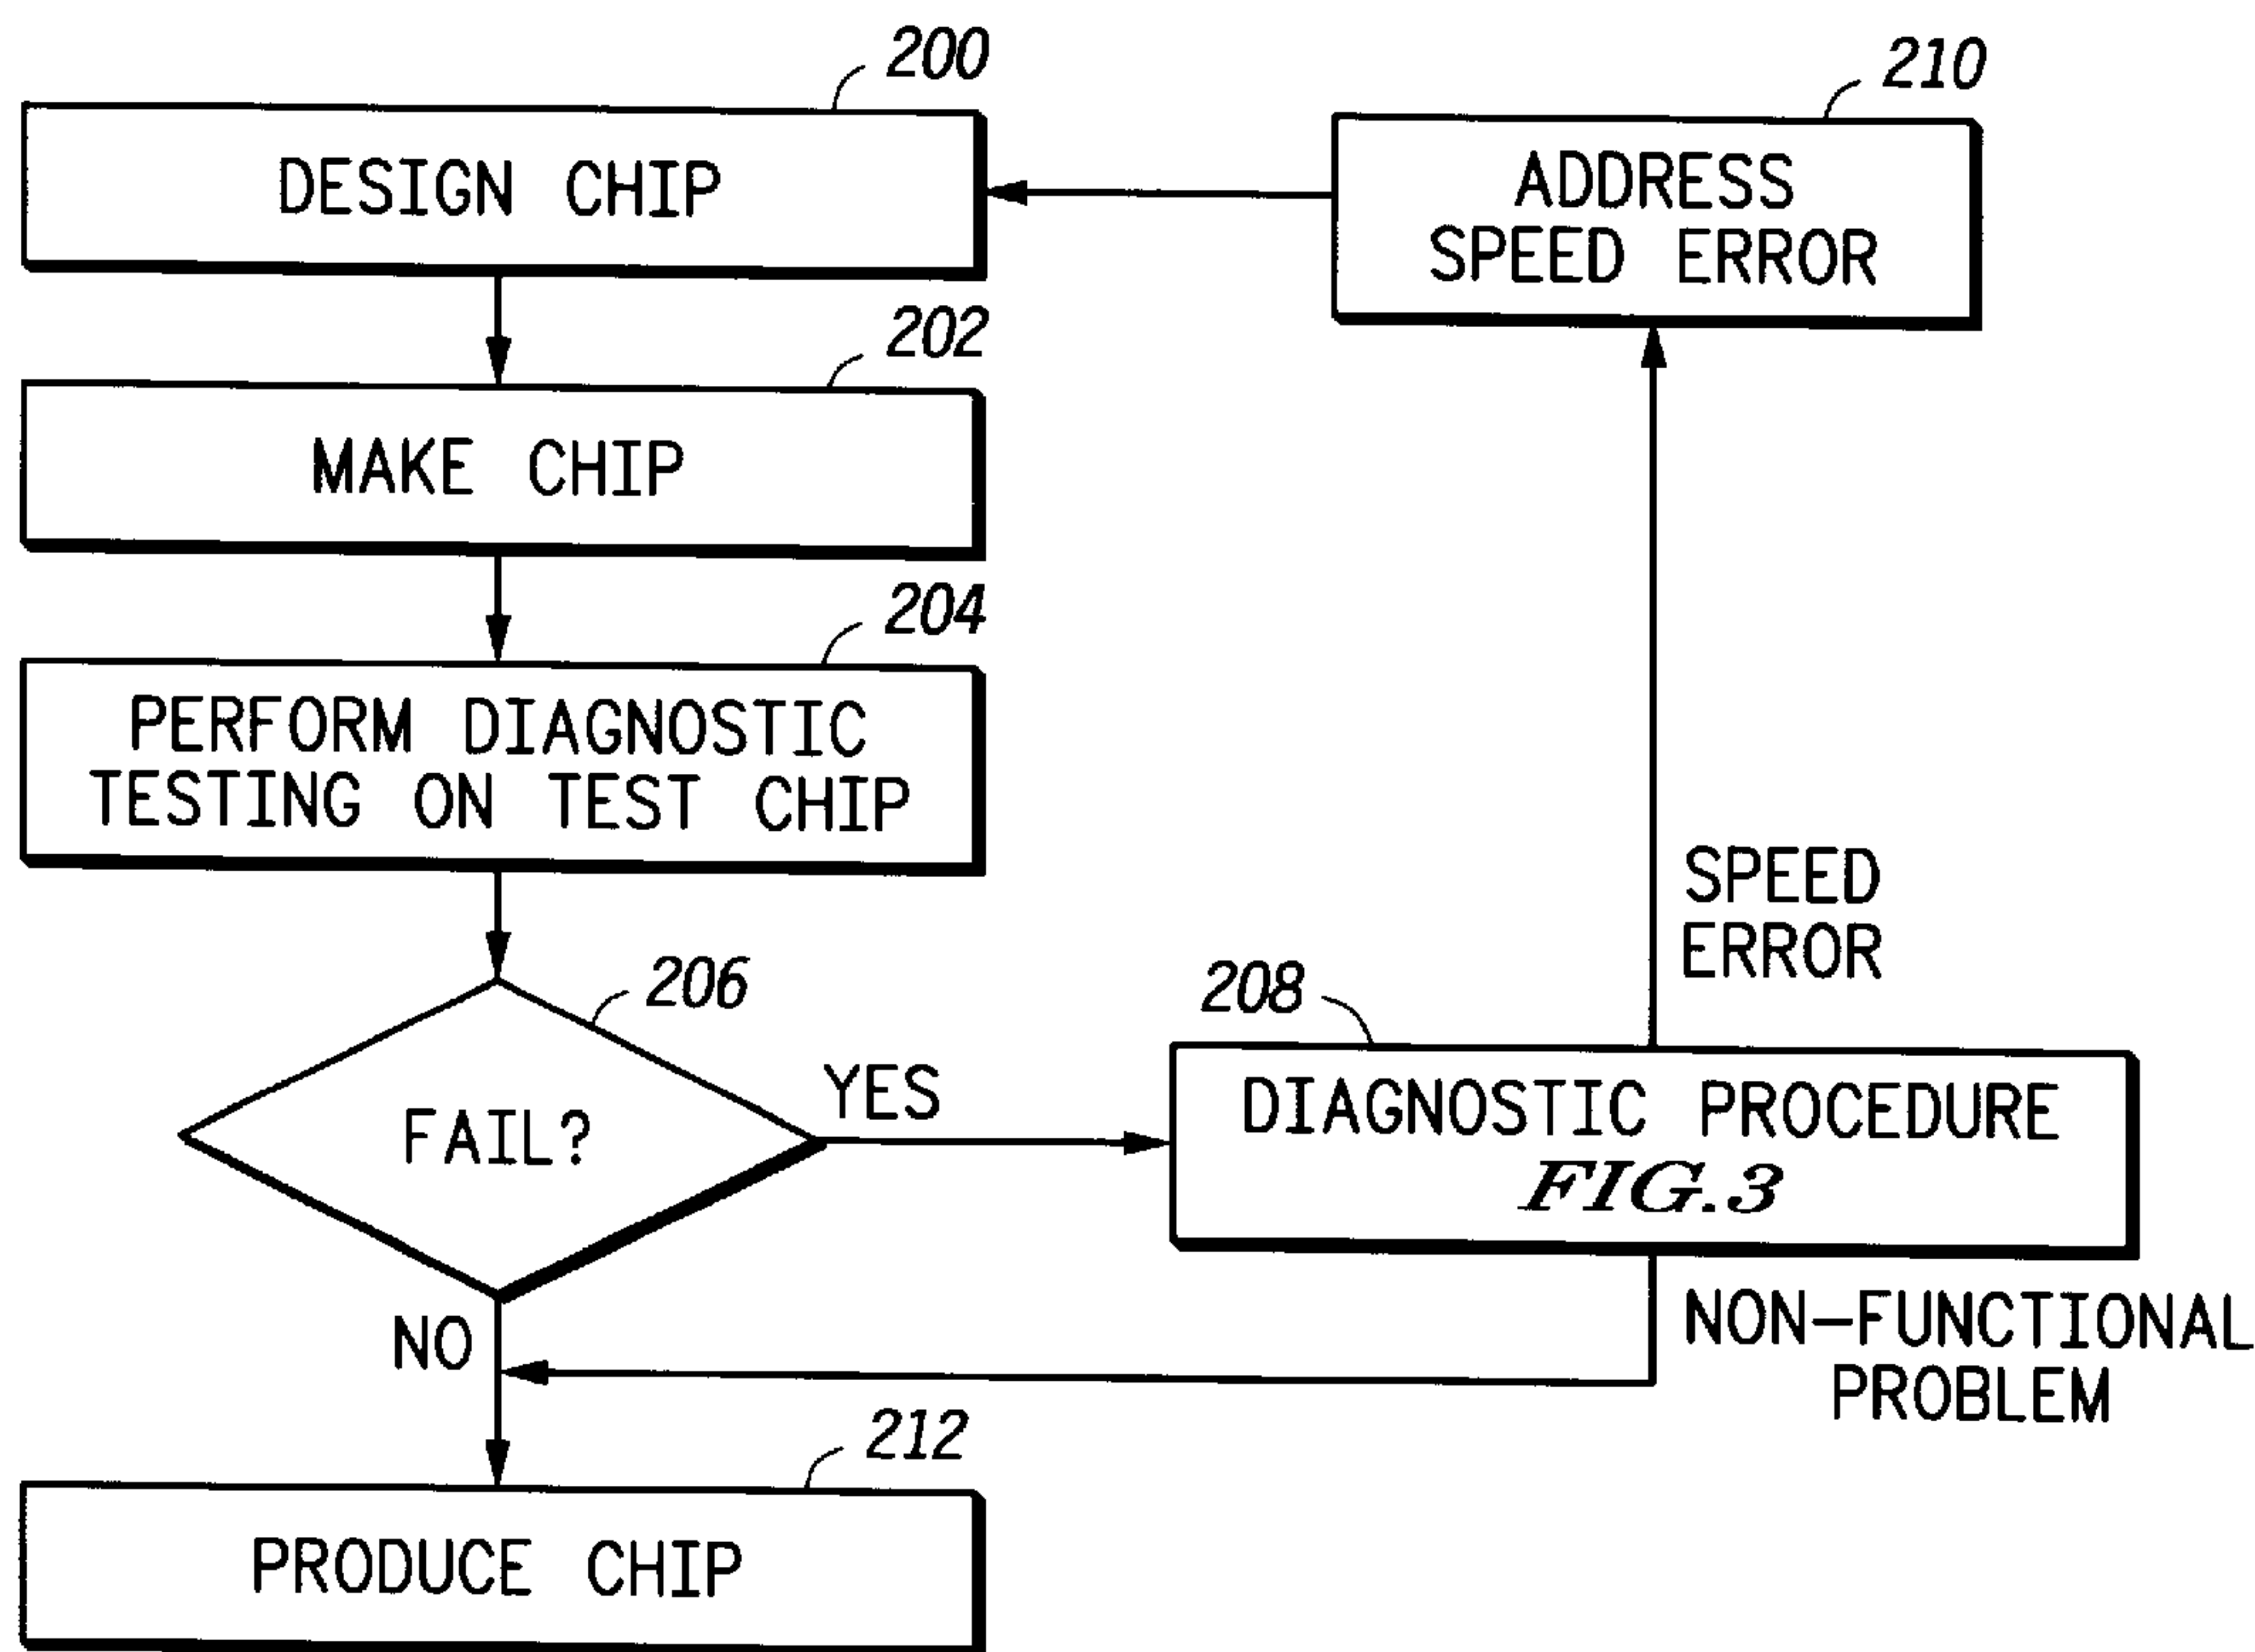 200
DESIGN CHIP
210
ADDRESS
SPEED ERROR
202
MAKE CHIP
204
PERFORM DIAGNOSTIC
TESTING ON TEST CHIP
206
FAIL?
YES
208
DIAGNOSTIC PROCEDURE
FIG.3
SPEED
ERROR
NON-FUNCTIONAL
PROBLEM
NO
212
PRODUCE CHIP